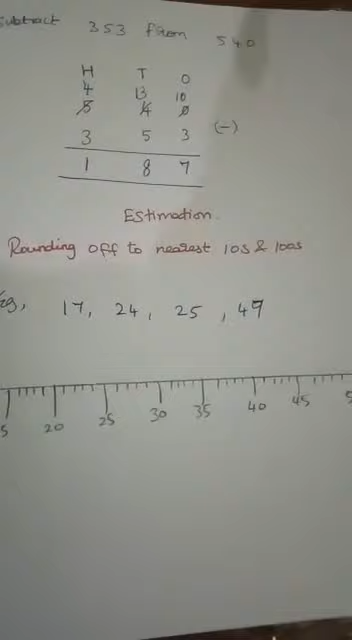 Subtract 353 from 540
H T O
4 13 10
5 4 0
3 5 3 (-)
1 8 7
Estimation
Rounding off to nearest 10s & 100s
Eg, 17, 24, 25, 49
20 25 30 35 40 45